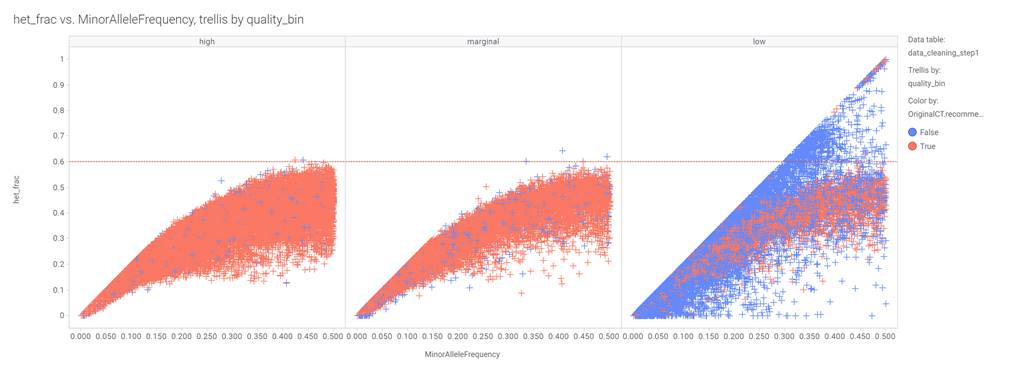 het_frac vs. MinorAlleleFrequency, trellis by quality_bin
high marginal low
1
0.9
0.8
0.7
0.6
0.5
0.4
0.3
0.2
0.1
0
het_frac
0.000 0.050 0.100 0.150 0.200 0.250 0.300 0.350 0.400 0.450 0.500 0.000 0.050 0.100 0.150 0.200 0.250 0.300 0.350 0.400 0.450 0.500 0.000 0.050 0.100 0.150 0.200 0.250 0.300 0.350 0.400 0.450 0.500
MinorAlleleFrequency
Data table:
data_cleaning_step1
Trellis by:
quality_bin
Color by:
OriginalCT.recomme...
False
True